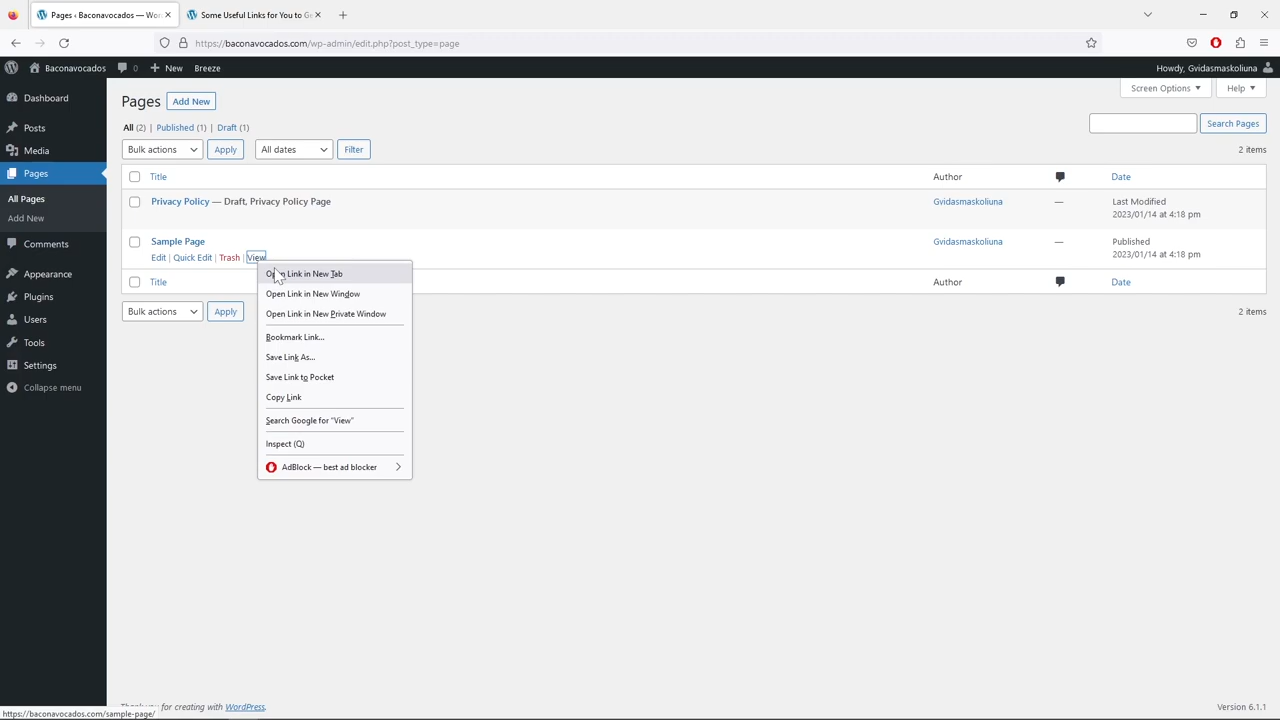 Pages ‹ Baconavocados — Wor
Some Useful Links for You to Ge
https://baconavocados.com/wp-admin/edit.php?post_type=page
Baconavocados 0 New Breeze Howdy, Gvidasmaskoliuna
Dashboard
Posts
Media
Pages
All Pages
Add New
Comments
Appearance
Plugins
Users
Tools
Settings
Collapse menu
Pages Add New Screen Options Help
All (2) | Published (1) | Draft (1) Search Pages
Bulk actions Apply All dates Filter 2 items
Title Author Date
Privacy Policy — Draft, Privacy Policy Page Gvidasmaskoliuna — Last Modified
2023/01/14 at 4:18 pm
Sample Page Gvidasmaskoliuna — Published
2023/01/14 at 4:18 pm
Edit | Quick Edit | Trash | View
Title Author Date
Bulk actions Apply 2 items
Open Link in New Tab
Open Link in New Window
Open Link in New Private Window
Bookmark Link...
Save Link As...
Save Link to Pocket
Copy Link
Search Google for "View"
Inspect (Q)
AdBlock — best ad blocker
Thank you for creating with WordPress. Version 6.1.1
https://baconavocados.com/sample-page/